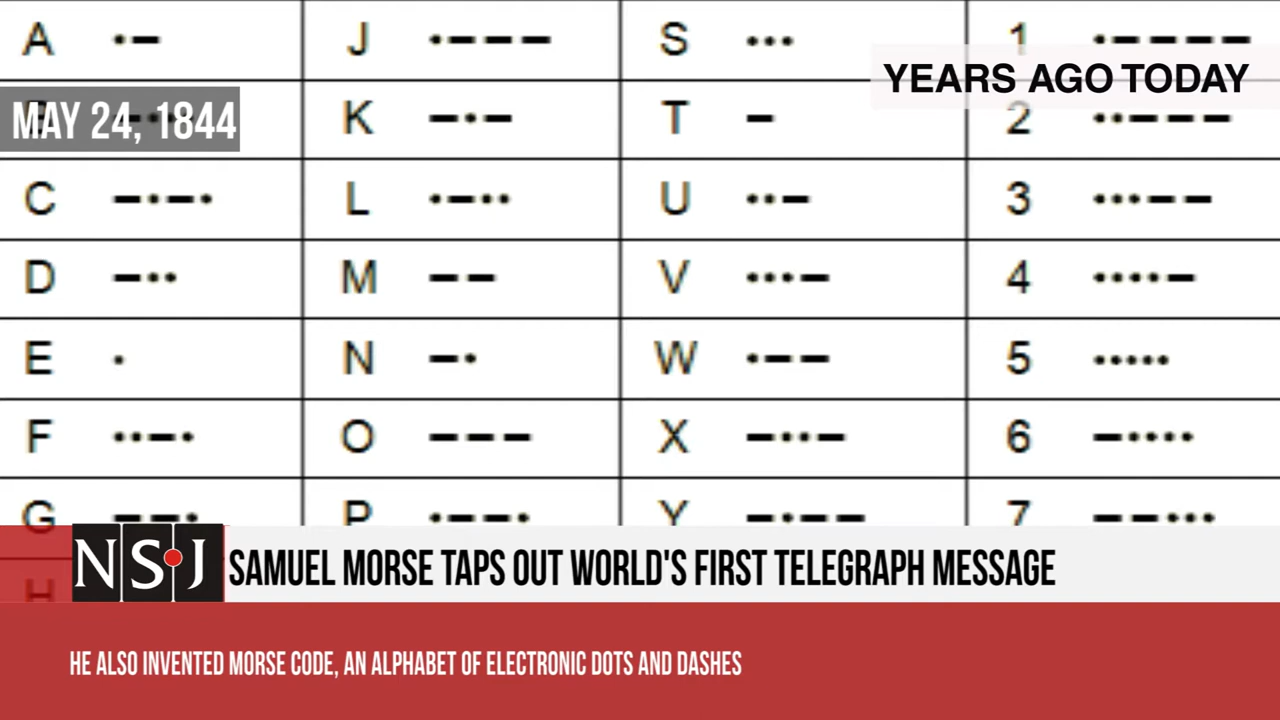 A ·– J ·––– S ··· 1 ·––––
YEARS AGO TODAY
MAY 24, 1844
K –·– T – 2 ··–––
C –·–· L ·–·· U ··– 3 ···––
D –·· M –– V ···– 4 ····–
E · N –· W ·–– 5 ·····
F ··–· O ––– X –··– 6 –····
G ––· P ·––· Y –·–– 7 ––···
H
NSJ
SAMUEL MORSE TAPS OUT WORLD'S FIRST TELEGRAPH MESSAGE
HE ALSO INVENTED MORSE CODE, AN ALPHABET OF ELECTRONIC DOTS AND DASHES